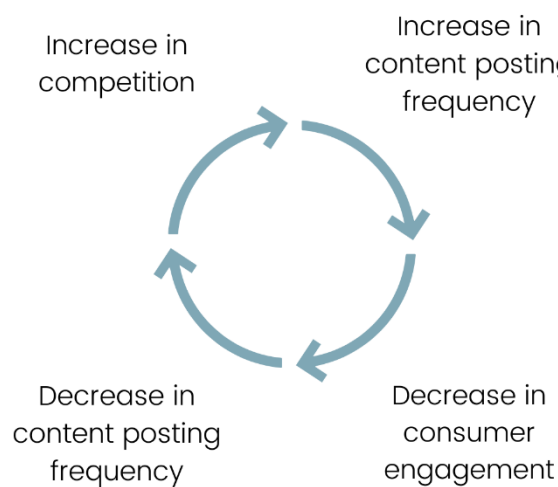 Increase in
competition
Increase in
content posting
frequency
Decrease in
consumer
engagement
Decrease in
content posting
frequency